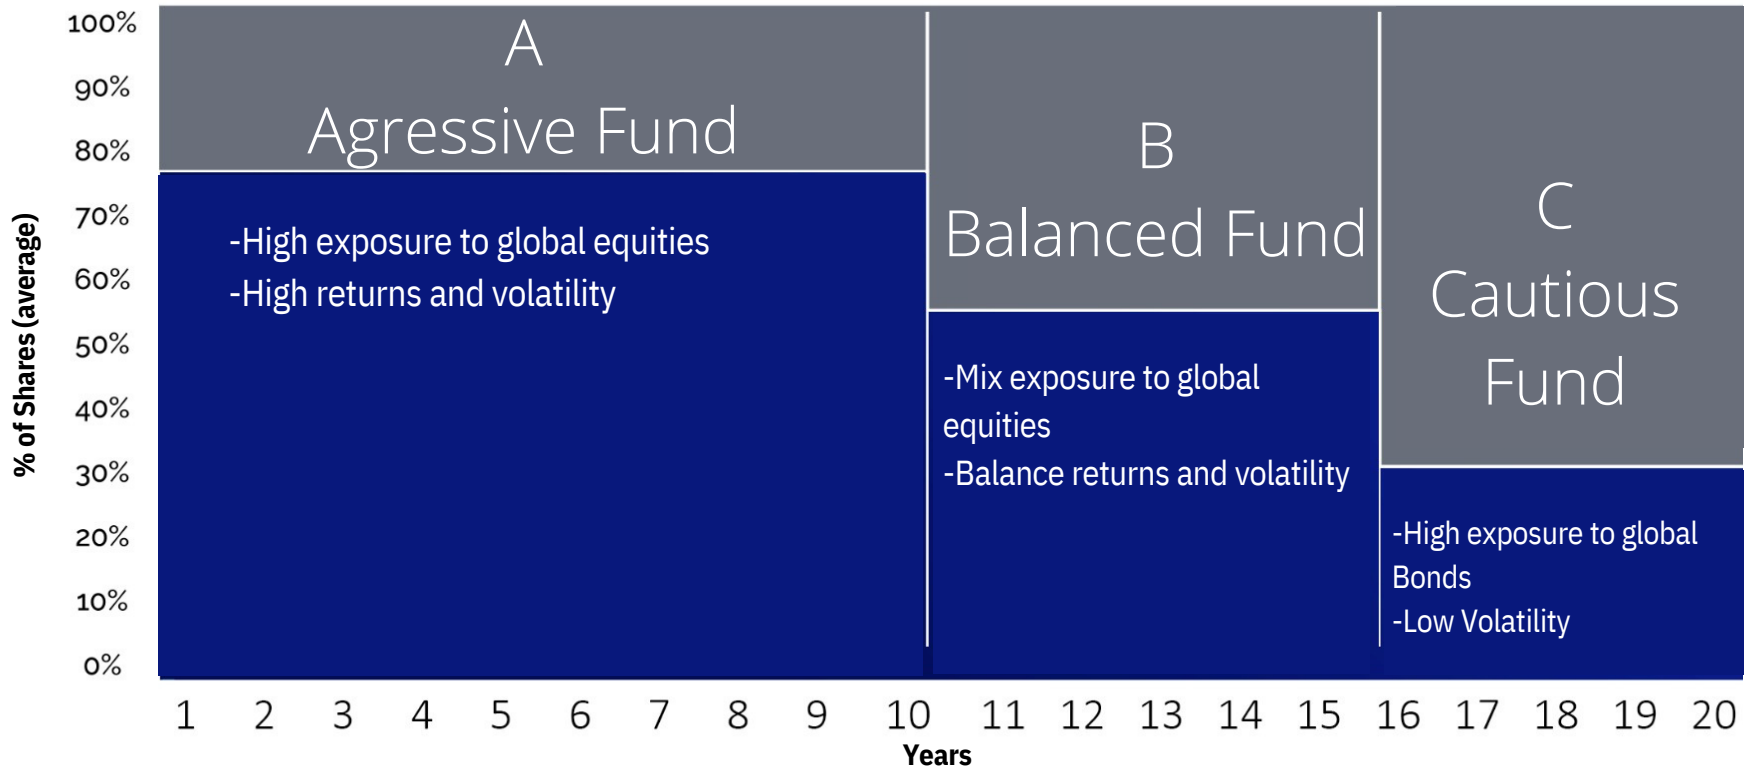 100%
90%
80%
70%
60%
50%
40%
30%
20%
10%
0%
% of Shares (average)
A
Agressive Fund
-High exposure to global equities
-High returns and volatility
B
Balanced Fund
-Mix exposure to global
equities
-Balance returns and volatility
C
Cautious
Fund
-High exposure to global
Bonds
-Low Volatility
1 2 3 4 5 6 7 8 9 10 11 12 13 14 15 16 17 18 19 20
Years